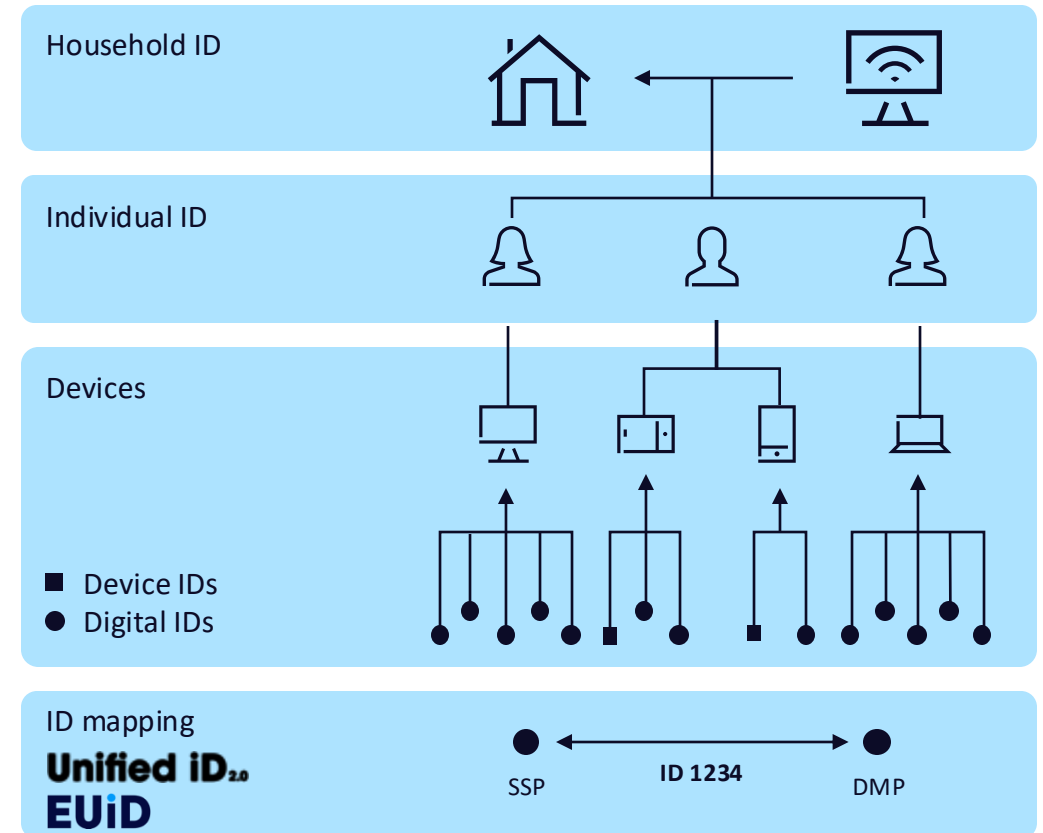 Household ID
Individual ID
Devices
Device IDs
Digital IDs
ID mapping
Unified iD2.0
EUiD
SSP
ID 1234
DMP